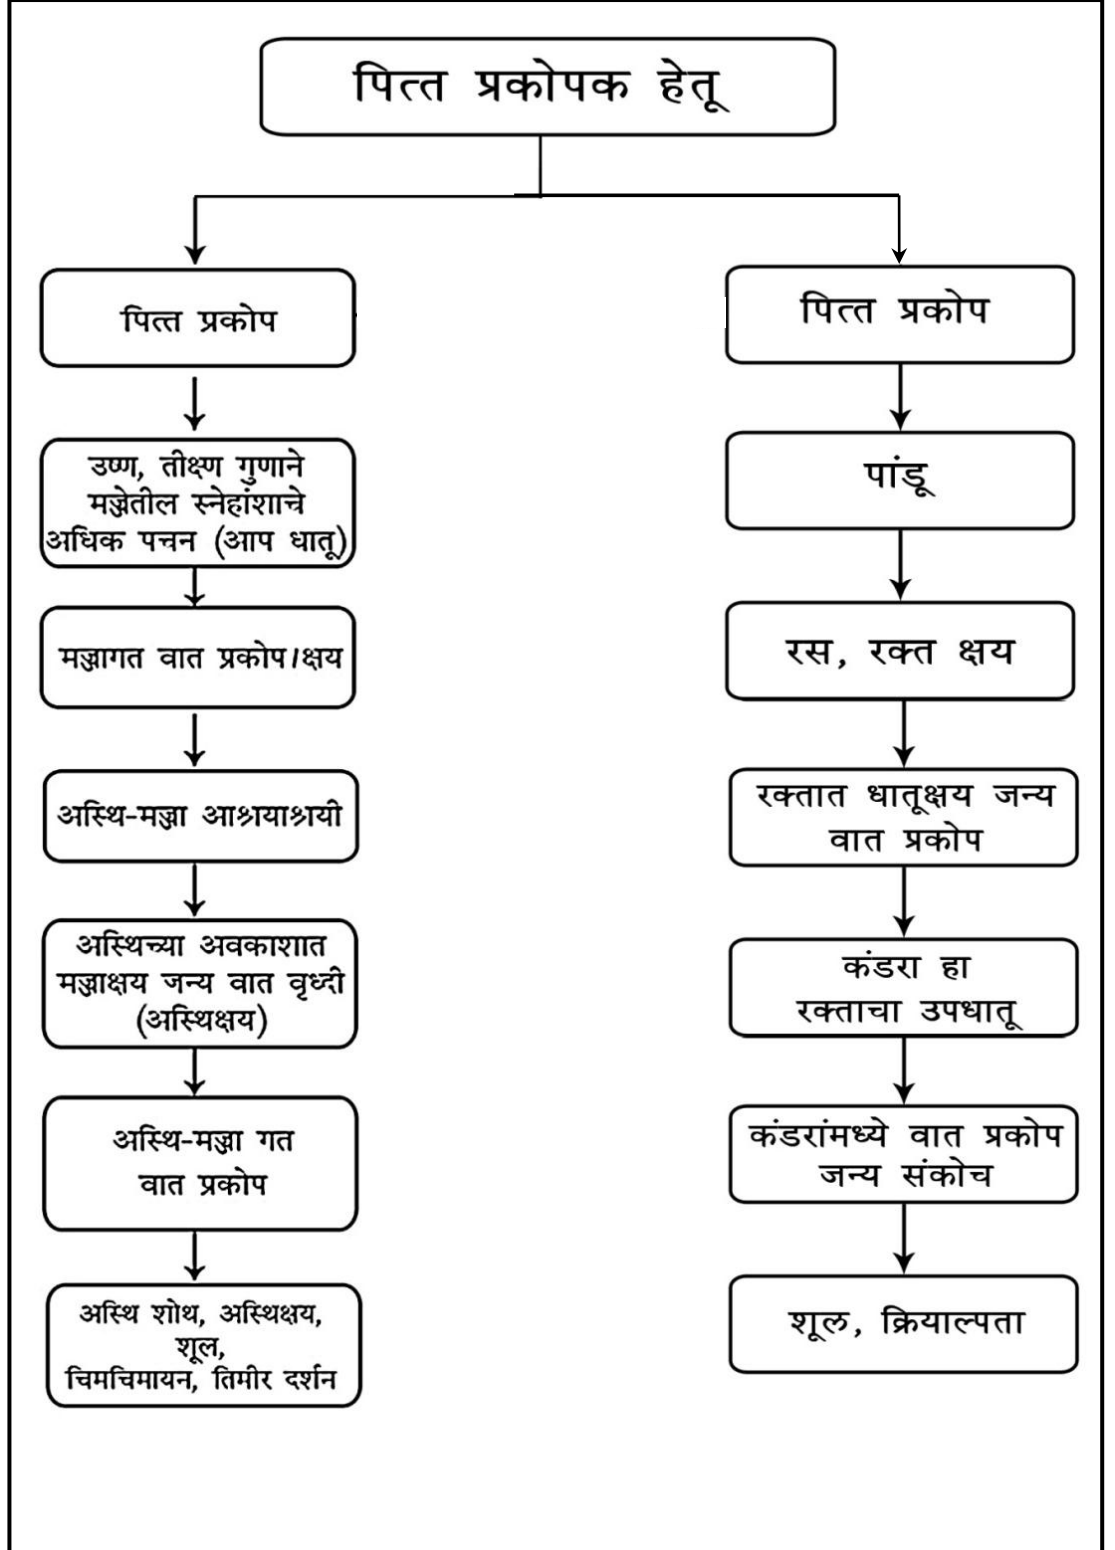 पित्त प्रकोपक हेतू
पित्त प्रकोप
उष्ण, तीक्ष्ण गुणाने
मज्जेतील स्नेहांशाचे
अधिक पचन (आप धातू)
मज्जागत वात प्रकोप/क्षय
अस्थि-मज्जा आश्रायाश्रायी
अस्थिच्या अवकाशात
मज्जाक्षय जन्य वात वृध्दी
(अस्थिक्षय)
अस्थि-मज्जा गत
वात प्रकोप
अस्थि शोथ, अस्थिक्षय,
शूल,
चिमचिमायन, तिमीर दर्शन
पित्त प्रकोप
पांडू
रस, रक्त क्षय
रक्तात धातूक्षय जन्य
वात प्रकोप
कंडरा हा
रक्ताचा उपधातू
कंडरांमध्ये वात प्रकोप
जन्य संकोच
शूल, क्रियाल्पता